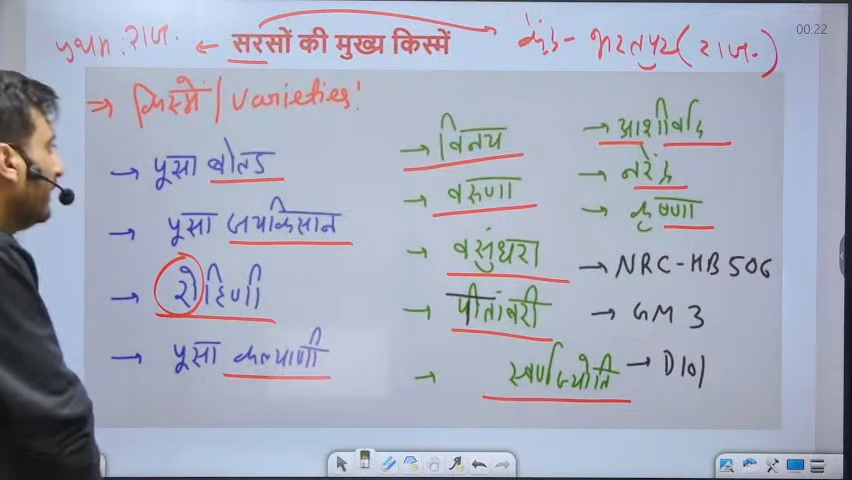 प्रथम. राज. ← सरसों की मुख्य किस्में
केंद्र - भरतपुर (राज.)
00:22
⇒ किस्में / Varieties!
→ पूसा बोल्ड
→ पूसा जयकिसान
→ रोहिणी
→ पूसा कल्याणी
→ विनय
→ वरुणा
→ वसुंधरा
→ पीतांबरी
→ स्वर्णज्योति
→ आशीर्वाद
→ नरेंद्र
→ कृष्णा
→ NRC-HB 506
→ GM 3
→ D101